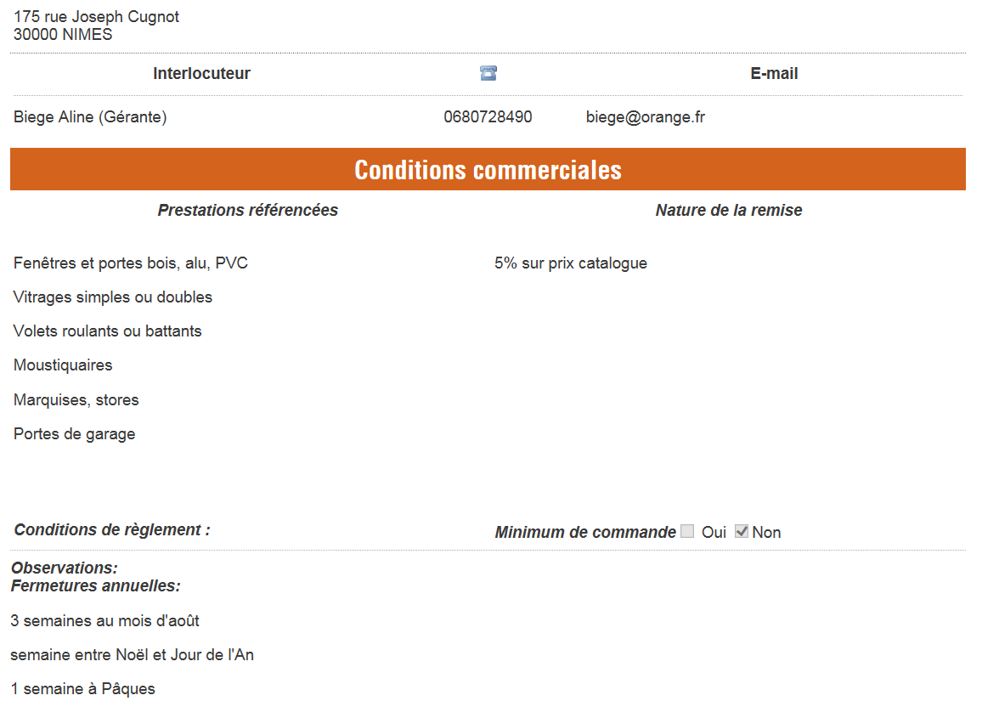 175 rue Joseph Cugnot
30000 NIMES
Interlocuteur E-mail
Biege Aline (Gérante) 0680728490 biege@orange.fr
Conditions commerciales
Prestations référencées Nature de la remise
Fenêtres et portes bois, alu, PVC 5% sur prix catalogue
Vitrages simples ou doubles
Volets roulants ou battants
Moustiquaires
Marquises, stores
Portes de garage
Conditions de règlement : Minimum de commande Oui Non
Observations:
Fermetures annuelles:
3 semaines au mois d'août
semaine entre Noël et Jour de l'An
1 semaine à Pâques